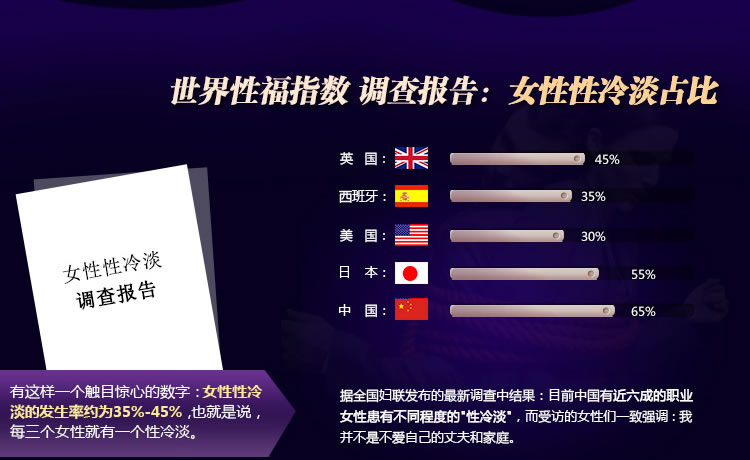 世界性福指数 调查报告：女性性冷淡占比
英 国： 45%
西班牙： 35%
美 国： 30%
日 本： 55%
中 国： 65%
女性性冷淡
调查报告
有这样一个触目惊心的数字：女性性冷
淡的发生率约为35%-45%，也就是说，
每三个女性就有一个性冷淡。
据全国妇联发布的最新调查中结果：目前中国有近六成的职业
女性患有不同程度的"性冷淡"，而受访的女性们一致强调：我
并不是不爱自己的丈夫和家庭。